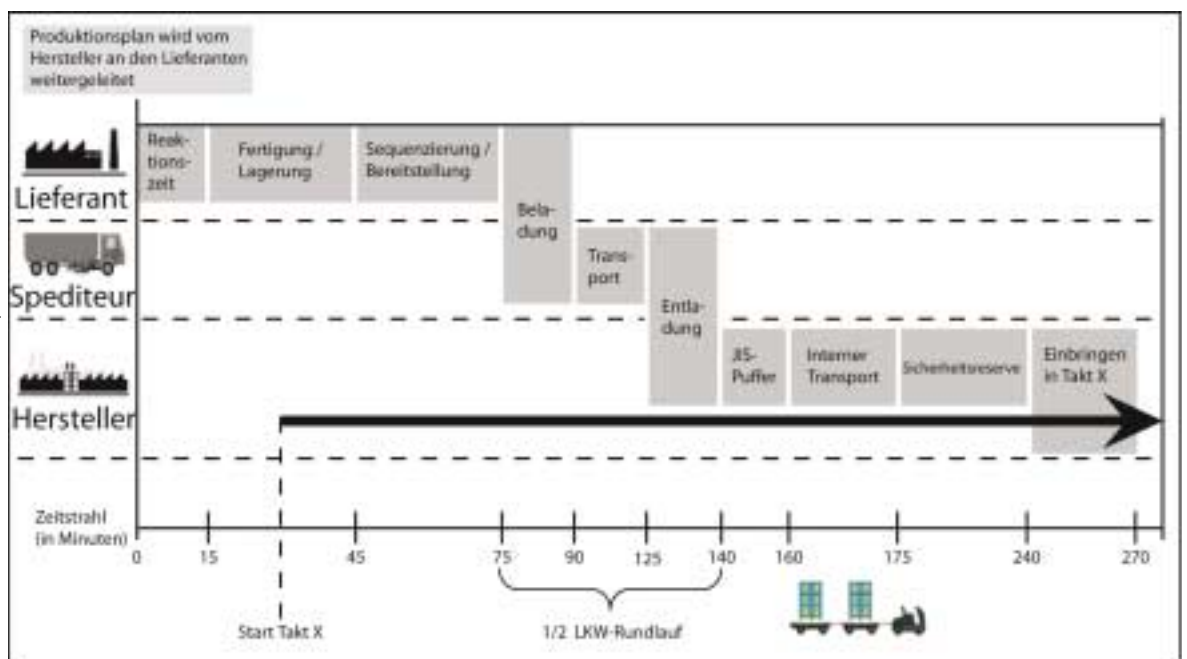 Produktionsplan wird vom
Hersteller an den Lieferanten
weitergeleitet
Reak-
tions-
zeit
Fertigung /
Lagerung
Sequenzierung /
Bereitstellung
Lieferant
Bela-
dung
Trans-
port
Spediteur
Entla-
dung
JIS-
Puffer
Interner
Transport
Sicherheitsreserve
Einbringen
in Takt X
Hersteller
Zeitstrahl
(in Minuten)
0 15 45 75 90 125 140 160 175 240 270
Start Takt X
1/2 LKW-Rundlauf